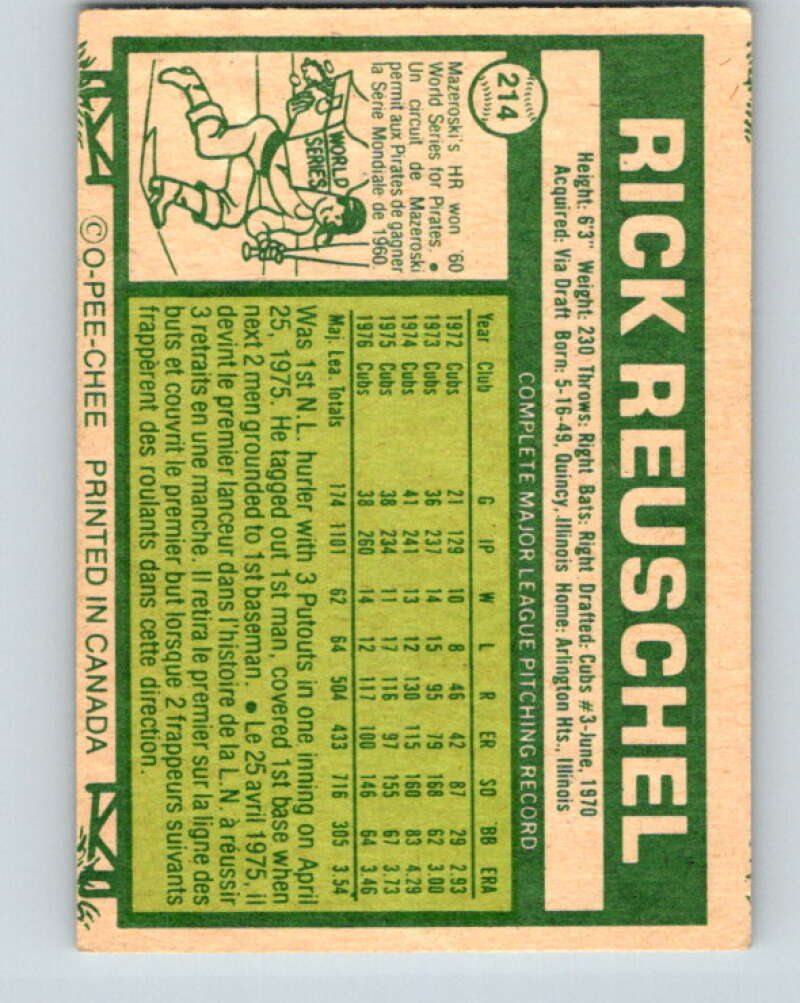 214
RICK REUSCHEL
Height: 6'3" Weight: 230 Throws: Right Bats: Right Drafted: Cubs #3-June, 1970
Acquired: Via Draft Born: 5-16-49, Quincy, Illinois Home: Arlington Hts., Illinois
COMPLETE MAJOR LEAGUE PITCHING RECORD
Mazeroski's HR won '60
World Series for Pirates. •
Un circuit de Mazeroski
permit aux Pirates de gagner
la Série Mondiale de 1960.
WORLD
SERIES
Year Club G IP W L R ER SO BB ERA
1972 Cubs 21 129 10 8 46 42 87 29 2.93
1973 Cubs 36 237 14 15 95 79 168 62 3.00
1974 Cubs 41 241 13 12 130 115 160 83 4.29
1975 Cubs 38 234 11 17 116 97 155 67 3.73
1976 Cubs 38 260 14 12 117 100 146 64 3.46
Maj. Lea. Totals 174 1101 62 64 504 433 716 305 3.54
Was 1st N.L. hurler with 3 Putouts in one inning on April
25, 1975. He tagged out 1st man, covered 1st base when
next 2 men grounded to 1st baseman. • Le 25 avril 1975, il
devint le premier lanceur dans l'histoire de la L.N. à réussir
3 retraits en une manche. Il retira le premier sur la ligne des
buts et couvrit le premier but lorsque 2 frappeurs suivants
frappèrent des roulants dans cette direction.
©O-PEE-CHEE PRINTED IN CANADA